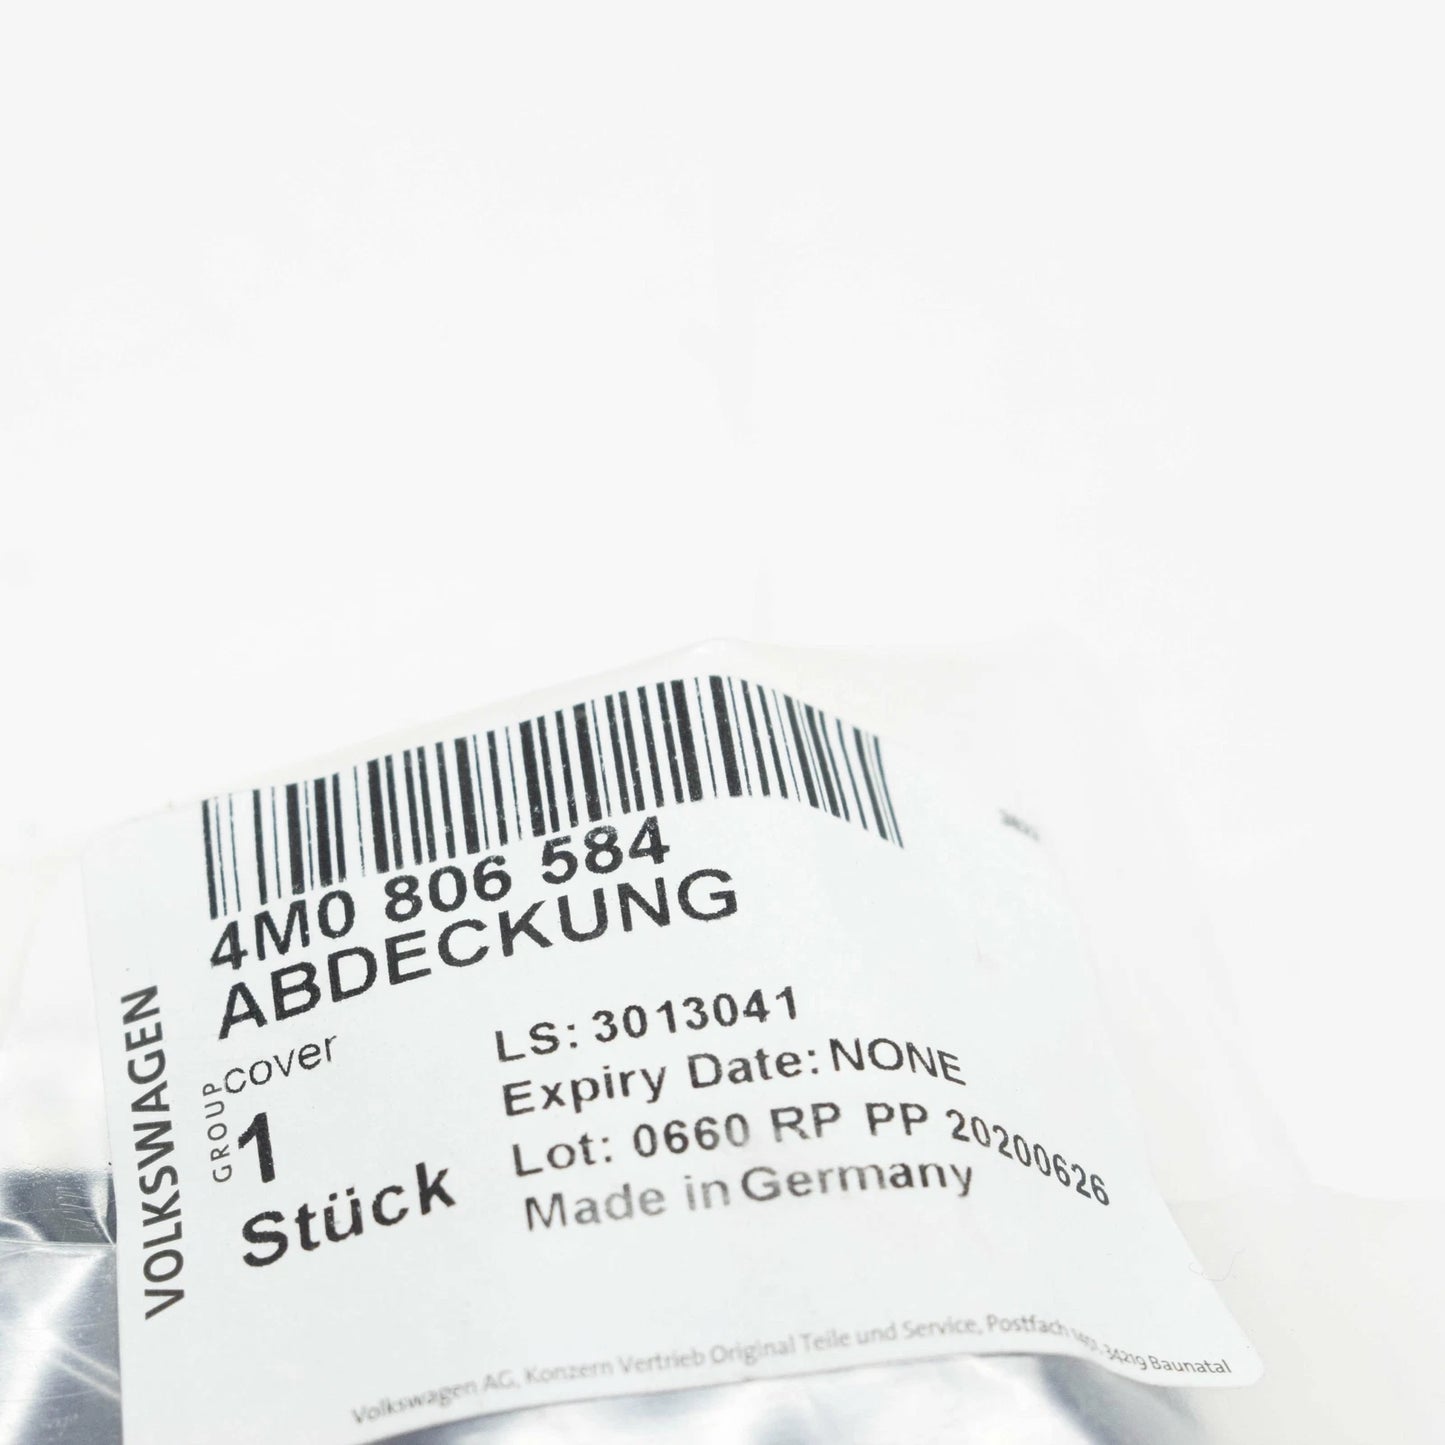 4M0 806 584
ABDECKUNG
cover
1
Stück
LS: 3013041
Expiry Date: NONE
Lot: 0660 RP PP 20200626
Made in Germany
VOLKSWAGEN
GROUP
Volkswagen AG, Konzern Vertrieb Original Teile und Service, Postfach 34219 Baunatal